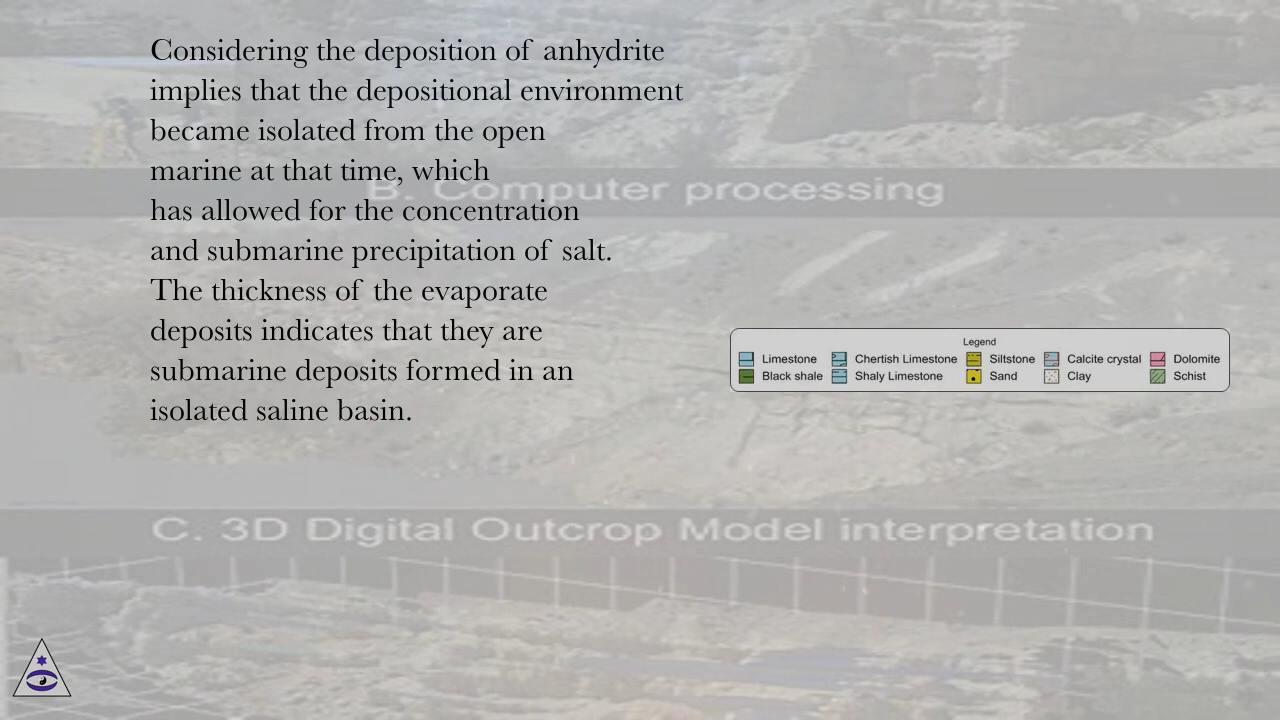 Considering the deposition of anhydrite
implies that the depositional environment
became isolated from the open
marine at that time, which
B. Computer processing
has allowed for the concentration
and submarine precipitation of salt.
The thickness of the evaporate
deposits indicates that they are
submarine deposits formed in an
isolated saline basin.
Legend
Limestone Chertish Limestone Siltstone Calcite crystal Dolomite
Black shale Shaly Limestone Sand Clay Schist
C. 3D Digital Outcrop Model interpretation